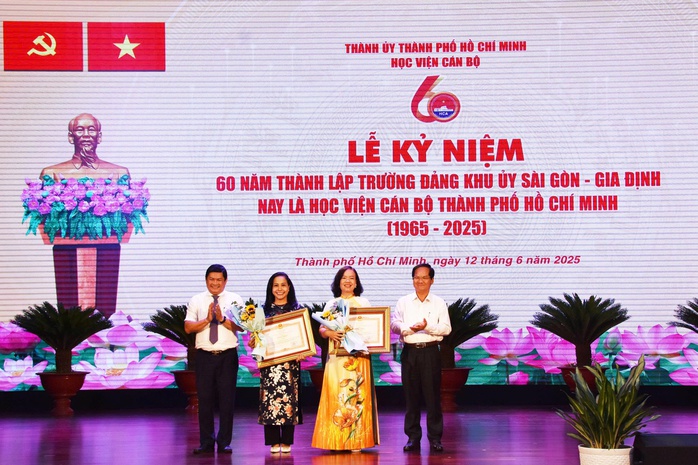 THÀNH ỦY THÀNH PHỐ HỒ CHÍ MINH
HỌC VIỆN CÁN BỘ
60
HCA
LỄ KỶ NIỆM
60 NĂM THÀNH LẬP TRƯỜNG ĐẢNG KHU ỦY SÀI GÒN - GIA ĐỊNH
NAY LÀ HỌC VIỆN CÁN BỘ THÀNH PHỐ HỒ CHÍ MINH
(1965 - 2025)
Thành phố Hồ Chí Minh, ngày 12 tháng 6 năm 2025